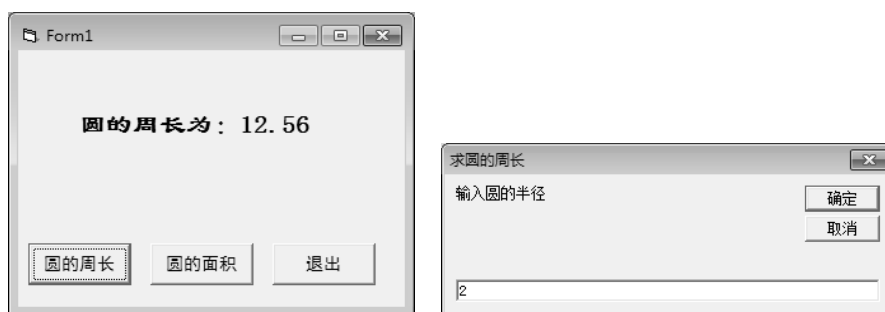 Form1
圆的周长为: 12.56
圆的周长 圆的面积 退出
求圆的周长
输入圆的半径
确定
取消
2